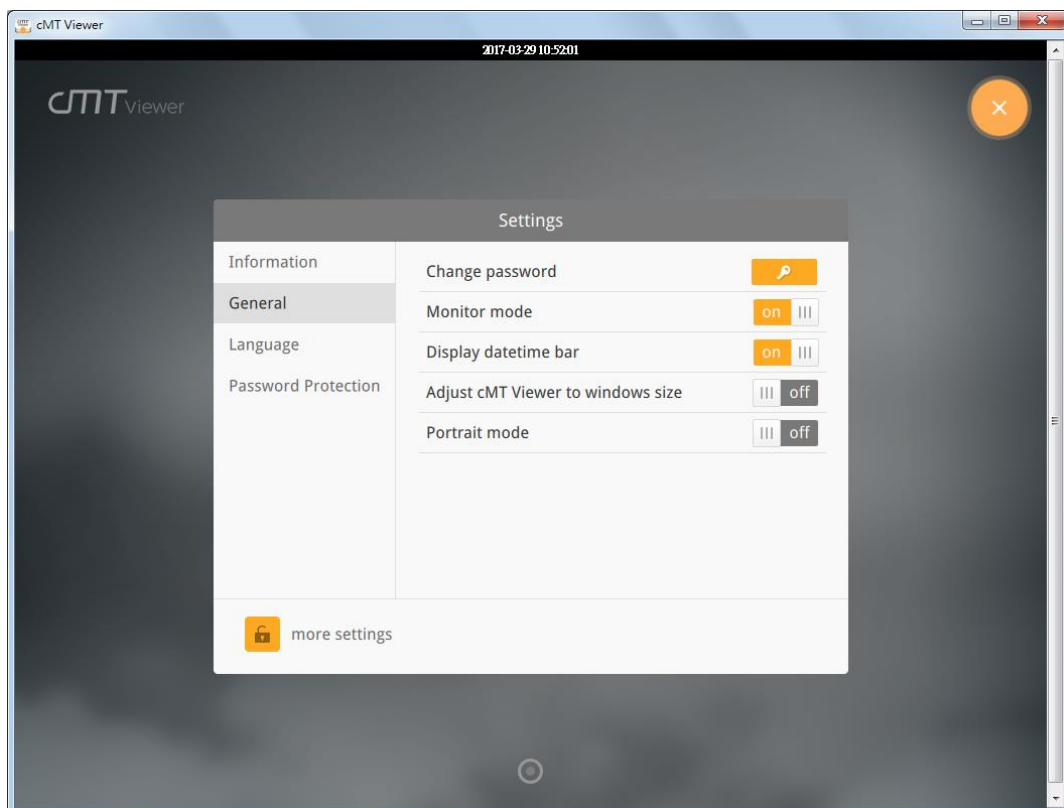 cMT Viewer
2017-03-29 10:52:01
cMT Viewer
Settings
Information
General
Language
Password Protection
Change password
Monitor mode on
Display datetime bar on
Adjust cMT Viewer to windows size off
Portrait mode off
more settings